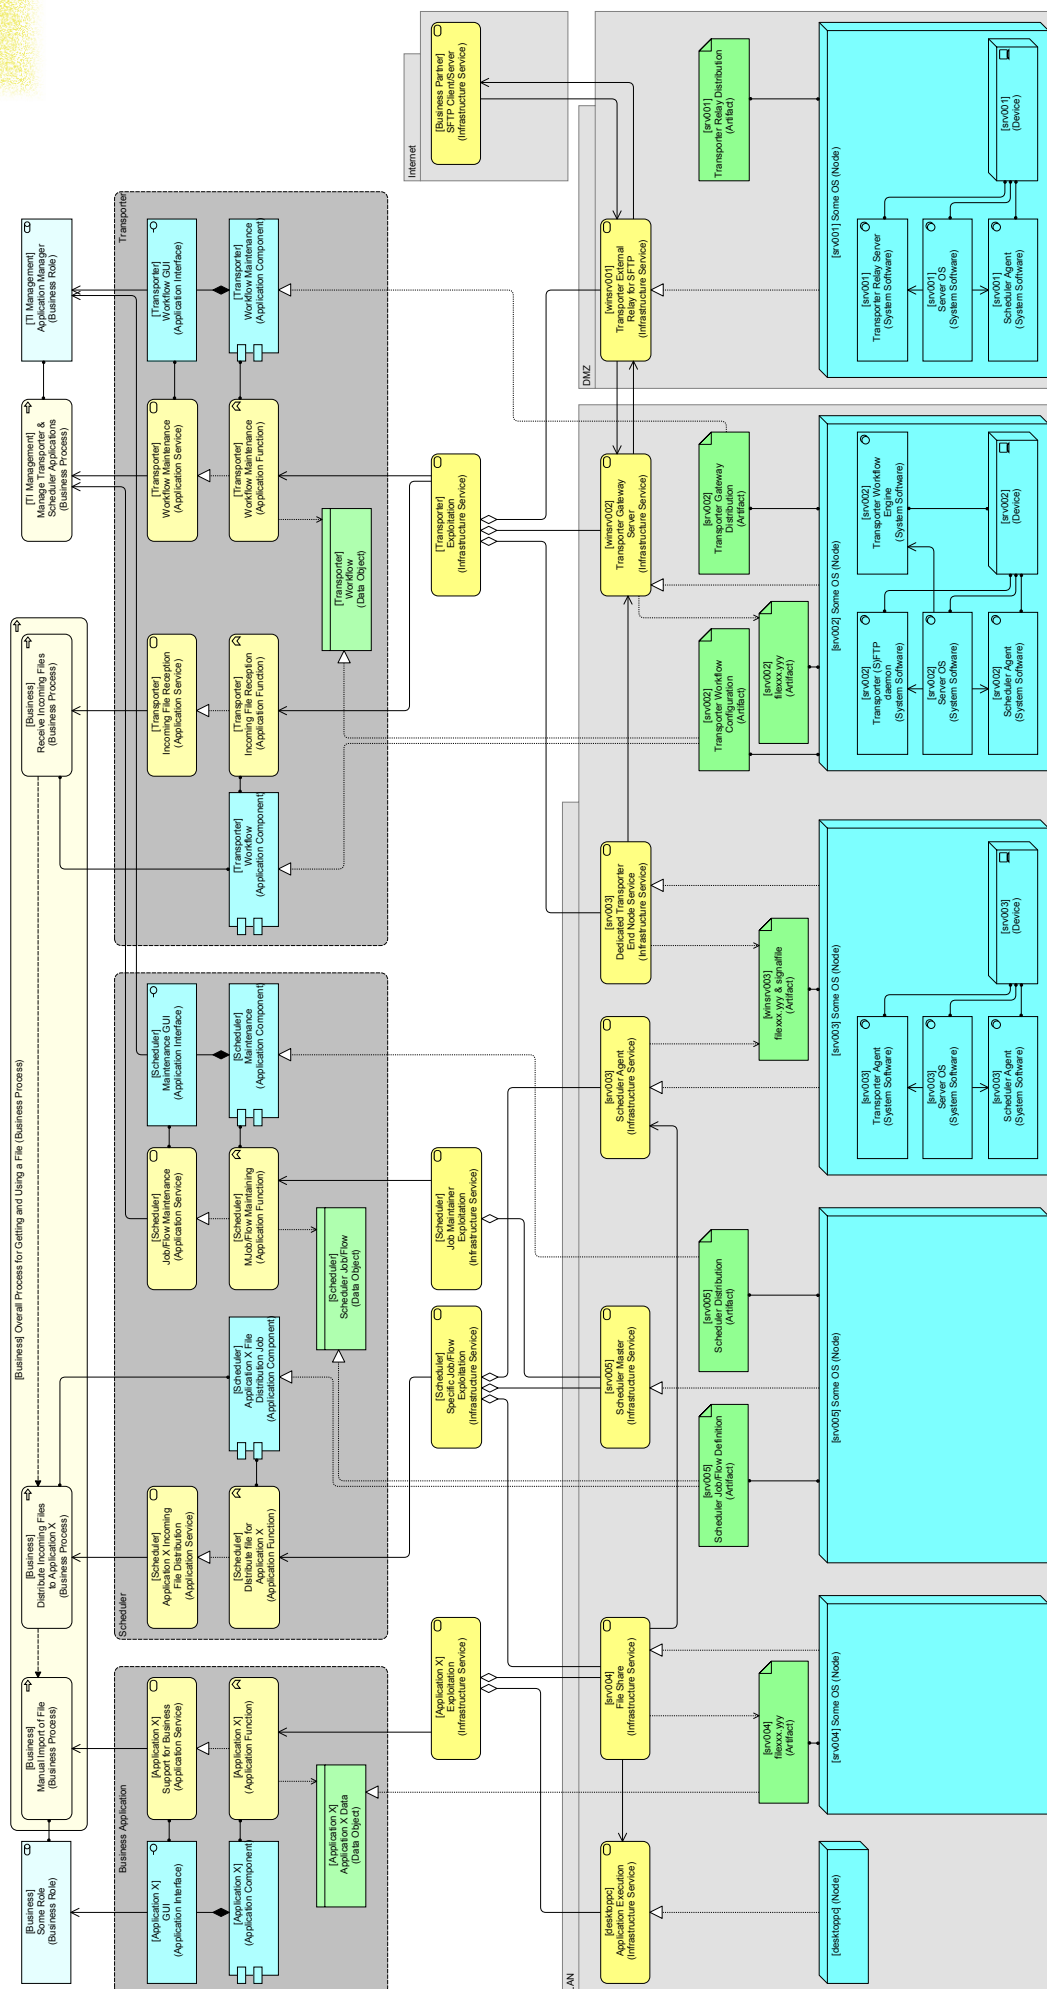 [Business]
Some Role
(Business Role)
[Business] Overall Process for Getting and Using a File (Business Process)
[Business]
Manual Import of File
(Business Process)
[Business]
Distribute Incoming Files
to Application X
(Business Process)
[Business]
Receive Incoming Files
(Business Process)
[TI Management]
Manage Transporter &
Scheduler Applications
(Business Process)
[TI Management]
Application Manager
(Business Role)
Business Application
[Application X]
GUI
(Application Interface)
[Application X]
Support for Business
(Application Service)
[Application X]
(Application Component)
[Application X]
(Application Function)
[Application X]
Application X Data
(Data Object)
Scheduler
[Scheduler]
Application X Incoming
File Distribution
(Application Service)
[Scheduler]
Job/Flow Maintenance
(Application Service)
[Scheduler]
Maintenance GUI
(Application Interface)
[Scheduler]
Distribute file for
Application X
(Application Function)
[Scheduler]
Application X File
Distribution Job
(Application Component)
[Scheduler]
MJob/Flow Maintaining
(Application Function)
[Scheduler]
Maintenance
(Application Component)
[Scheduler]
Scheduler Job/Flow
(Data Object)
Transporter
[Transporter]
Incoming File Reception
(Application Service)
[Transporter]
Workflow Maintenance
(Application Service)
[Transporter]
Workflow GUI
(Application Interface)
[Transporter]
Workflow
(Application Component)
[Transporter]
Incoming File Reception
(Application Function)
[Transporter]
Workflow Maintenance
(Application Function)
[Transporter]
Workflow Maintenance
(Application Component)
[Transporter]
Workflow
(Data Object)
[Application X]
Exploitation
(Infrastructure Service)
[Scheduler]
Specific Job/Flow
Exploitation
(Infrastructure Service)
[Scheduler]
Job Maintainer
Exploitation
(Infrastructure Service)
[Transporter]
Exploitation
(Infrastructure Service)
Internet
[Business Partner]
SFTP Client/Server
(Infrastructure Service)
LAN
[desktoppc]
Application Execution
(Infrastructure Service)
[srv004]
File Share
(Infrastructure Service)
[srv005]
Scheduler Master
(Infrastructure Service)
[srv003]
Scheduler Agent
(Infrastructure Service)
[srv003]
Dedicated Transporter
End Node Service
(Infrastructure Service)
[winsrv002]
Transporter Gateway
Server
(Infrastructure Service)
DMZ
[winsrv001]
Transporter External
Relay for SFTP
(Infrastructure Service)
[srv004]
filexxx.yyy
(Artifact)
[srv005]
Scheduler Job/Flow Definition
(Artifact)
[srv005]
Scheduler Distribution
(Artifact)
[winsrv003]
filexxx.yyy & signalfile
(Artifact)
[srv002]
Transporter Workflow
Configuration
(Artifact)
[srv002]
filexxx.yyy
(Artifact)
[srv002]
Transporter Gateway
Distribution
(Artifact)
[srv001]
Transporter Relay Distribution
(Artifact)
[desktoppc] (Node)
[srv004] Some OS (Node)
[srv005] Some OS (Node)
[srv003] Some OS (Node)
[srv003]
Transporter Agent
(System Software)
[srv003]
Server OS
(System Software)
[srv003]
Scheduler Agent
(System Software)
[srv003]
(Device)
[srv002] Some OS (Node)
[srv002]
Transporter (S)FTP
daemon
(System Software)
[srv002]
Server OS
(System Software)
[srv002]
Scheduler Agent
(System Software)
[srv002]
Transporter Workflow
Engine
(System Software)
[srv002]
(Device)
[srv001] Some OS (Node)
[srv001]
Transporter Relay Server
(System Software)
[srv001]
Server OS
(System Software)
[srv001]
Scheduler Agent
(System Software)
[srv001]
(Device)